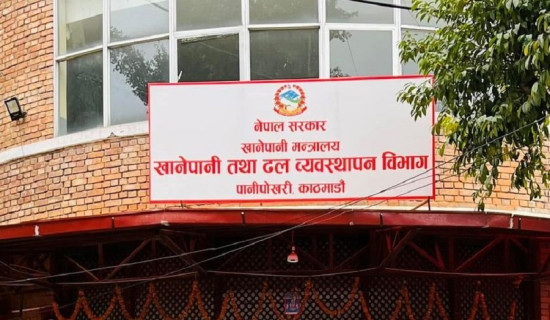 नेपाल सरकार
खानेपानी मन्त्रालय
खानेपानी तथा ढल व्यवस्थापन विभाग
पानीपोखरी, काठमाडौं